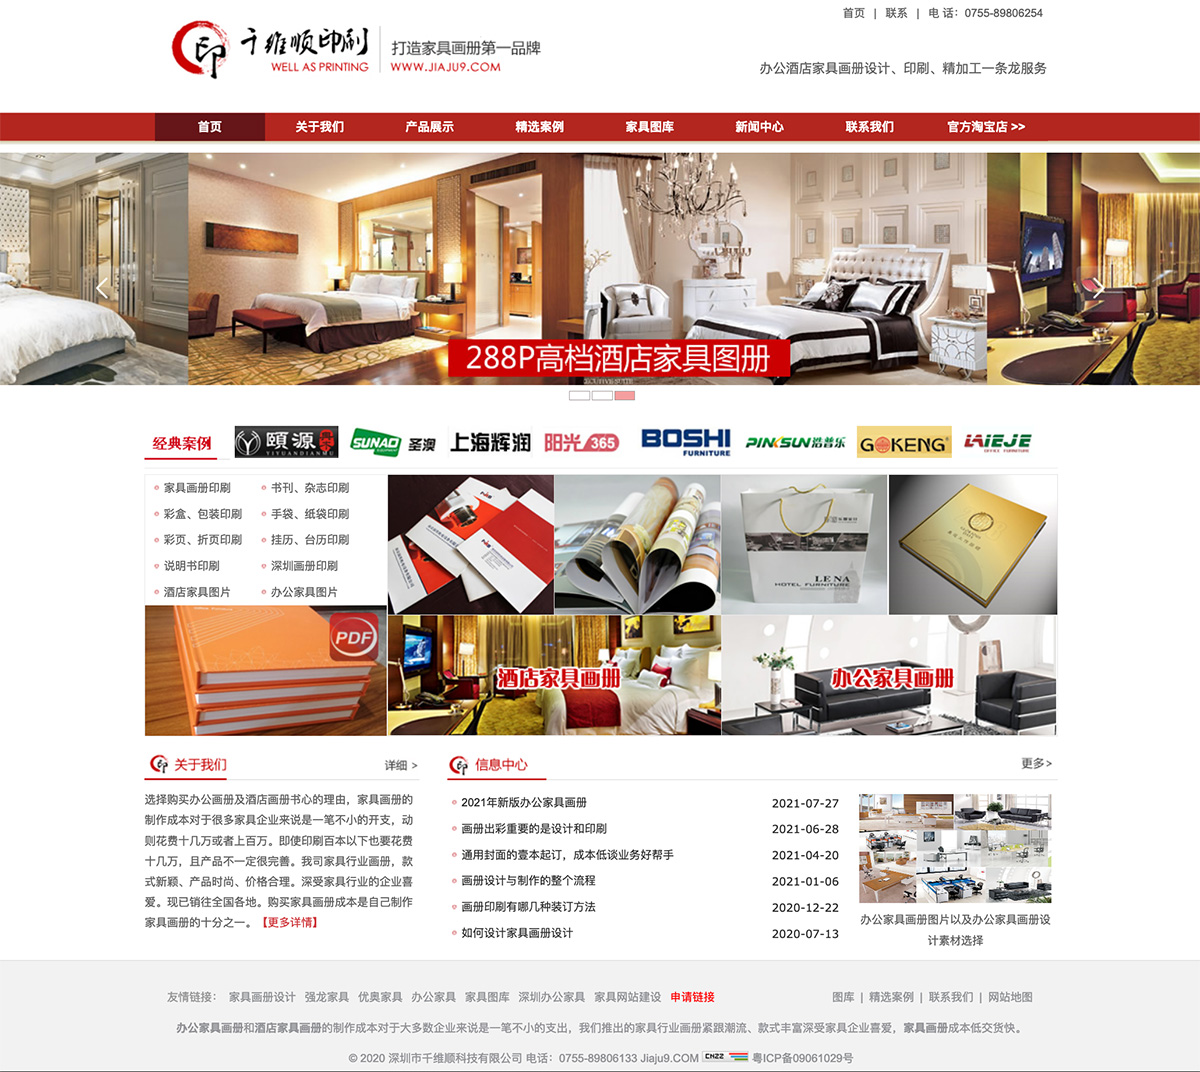 首页 | 联系 | 电 话：0755-89806254
印 千维顺印刷
WELL AS PRINTING
打造家具画册第一品牌
WWW.JIAJU9.COM
办公酒店家具画册设计、印刷、精加工一条龙服务
首页 关于我们 产品展示 精选案例 家具图库 新闻中心 联系我们 官方淘宝店 >>
288P高档酒店家具图册
经典案例
頤源
YIYUANDIANMU
SUNAO 圣澳
上海辉润
阳光365
BOSHI
FURNITURE
PINKSUN浩普乐
GOKENG
OFFICE FURNITURE
家具画册印刷 书刊、杂志印刷
彩盒、包装印刷 手袋、纸袋印刷
彩页、折页印刷 挂历、台历印刷
说明书印刷 深圳画册印刷
酒店家具图片 办公家具图片
LENA
HOTEL FURNITURE
PDF
酒店家具画册
办公家具画册
关于我们 详细 >
选择购买办公画册及酒店画册书心的理由，家具画册的
制作成本对于很多家具企业来说是一笔不小的开支，动
则花费十几万或者上百万。即使印刷百本以下也要花费
十几万，且产品不一定很完善。我司家具行业画册，款
式新颖、产品时尚、价格合理。深受家具行业的企业喜
爱。现已销往全国各地。购买家具画册成本是自己制作
家具画册的十分之一。【更多详情】
信息中心 更多>
2021年新版办公家具画册 2021-07-27
画册出彩重要的是设计和印刷 2021-06-28
通用封面的壹本起订，成本低谈业务好帮手 2021-04-20
画册设计与制作的整个流程 2021-01-06
画册印刷有哪几种装订方法 2020-12-22
如何设计家具画册设计 2020-07-13
办公家具画册图片以及办公家具画册设
计素材选择
友情链接： 家具画册设计 强龙家具 优奥家具 办公家具 家具图库 深圳办公家具 家具网站建设 申请链接
图库 | 精选案例 | 联系我们 | 网站地图
办公家具画册和酒店家具画册的制作成本对于大多数企业来说是一笔不小的支出，我们推出的家具行业画册紧跟潮流、款式丰富深受家具企业喜爱，家具画册成本低交货快。
© 2020 深圳市千维顺科技有限公司 电话：0755-89806133 Jiaju9.COM CNZZ 粤ICP备09061029号